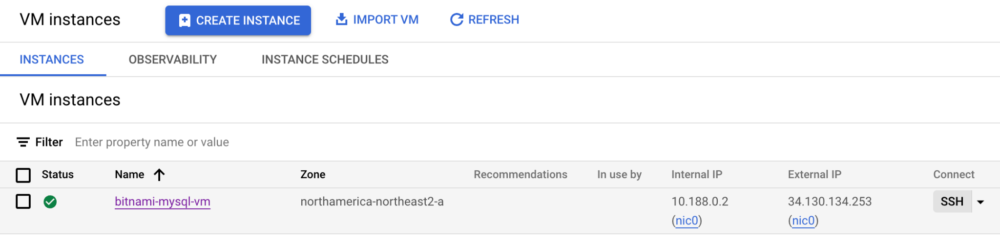 VM instances CREATE INSTANCE IMPORT VM REFRESH
INSTANCES OBSERVABILITY INSTANCE SCHEDULES
VM instances
Filter Enter property name or value
Status Name Zone Recommendations In use by Internal IP External IP Connect
bitnami-mysql-vm northamerica-northeast2-a 10.188.0.2 34.130.134.253 SSH
(nic0) (nic0)